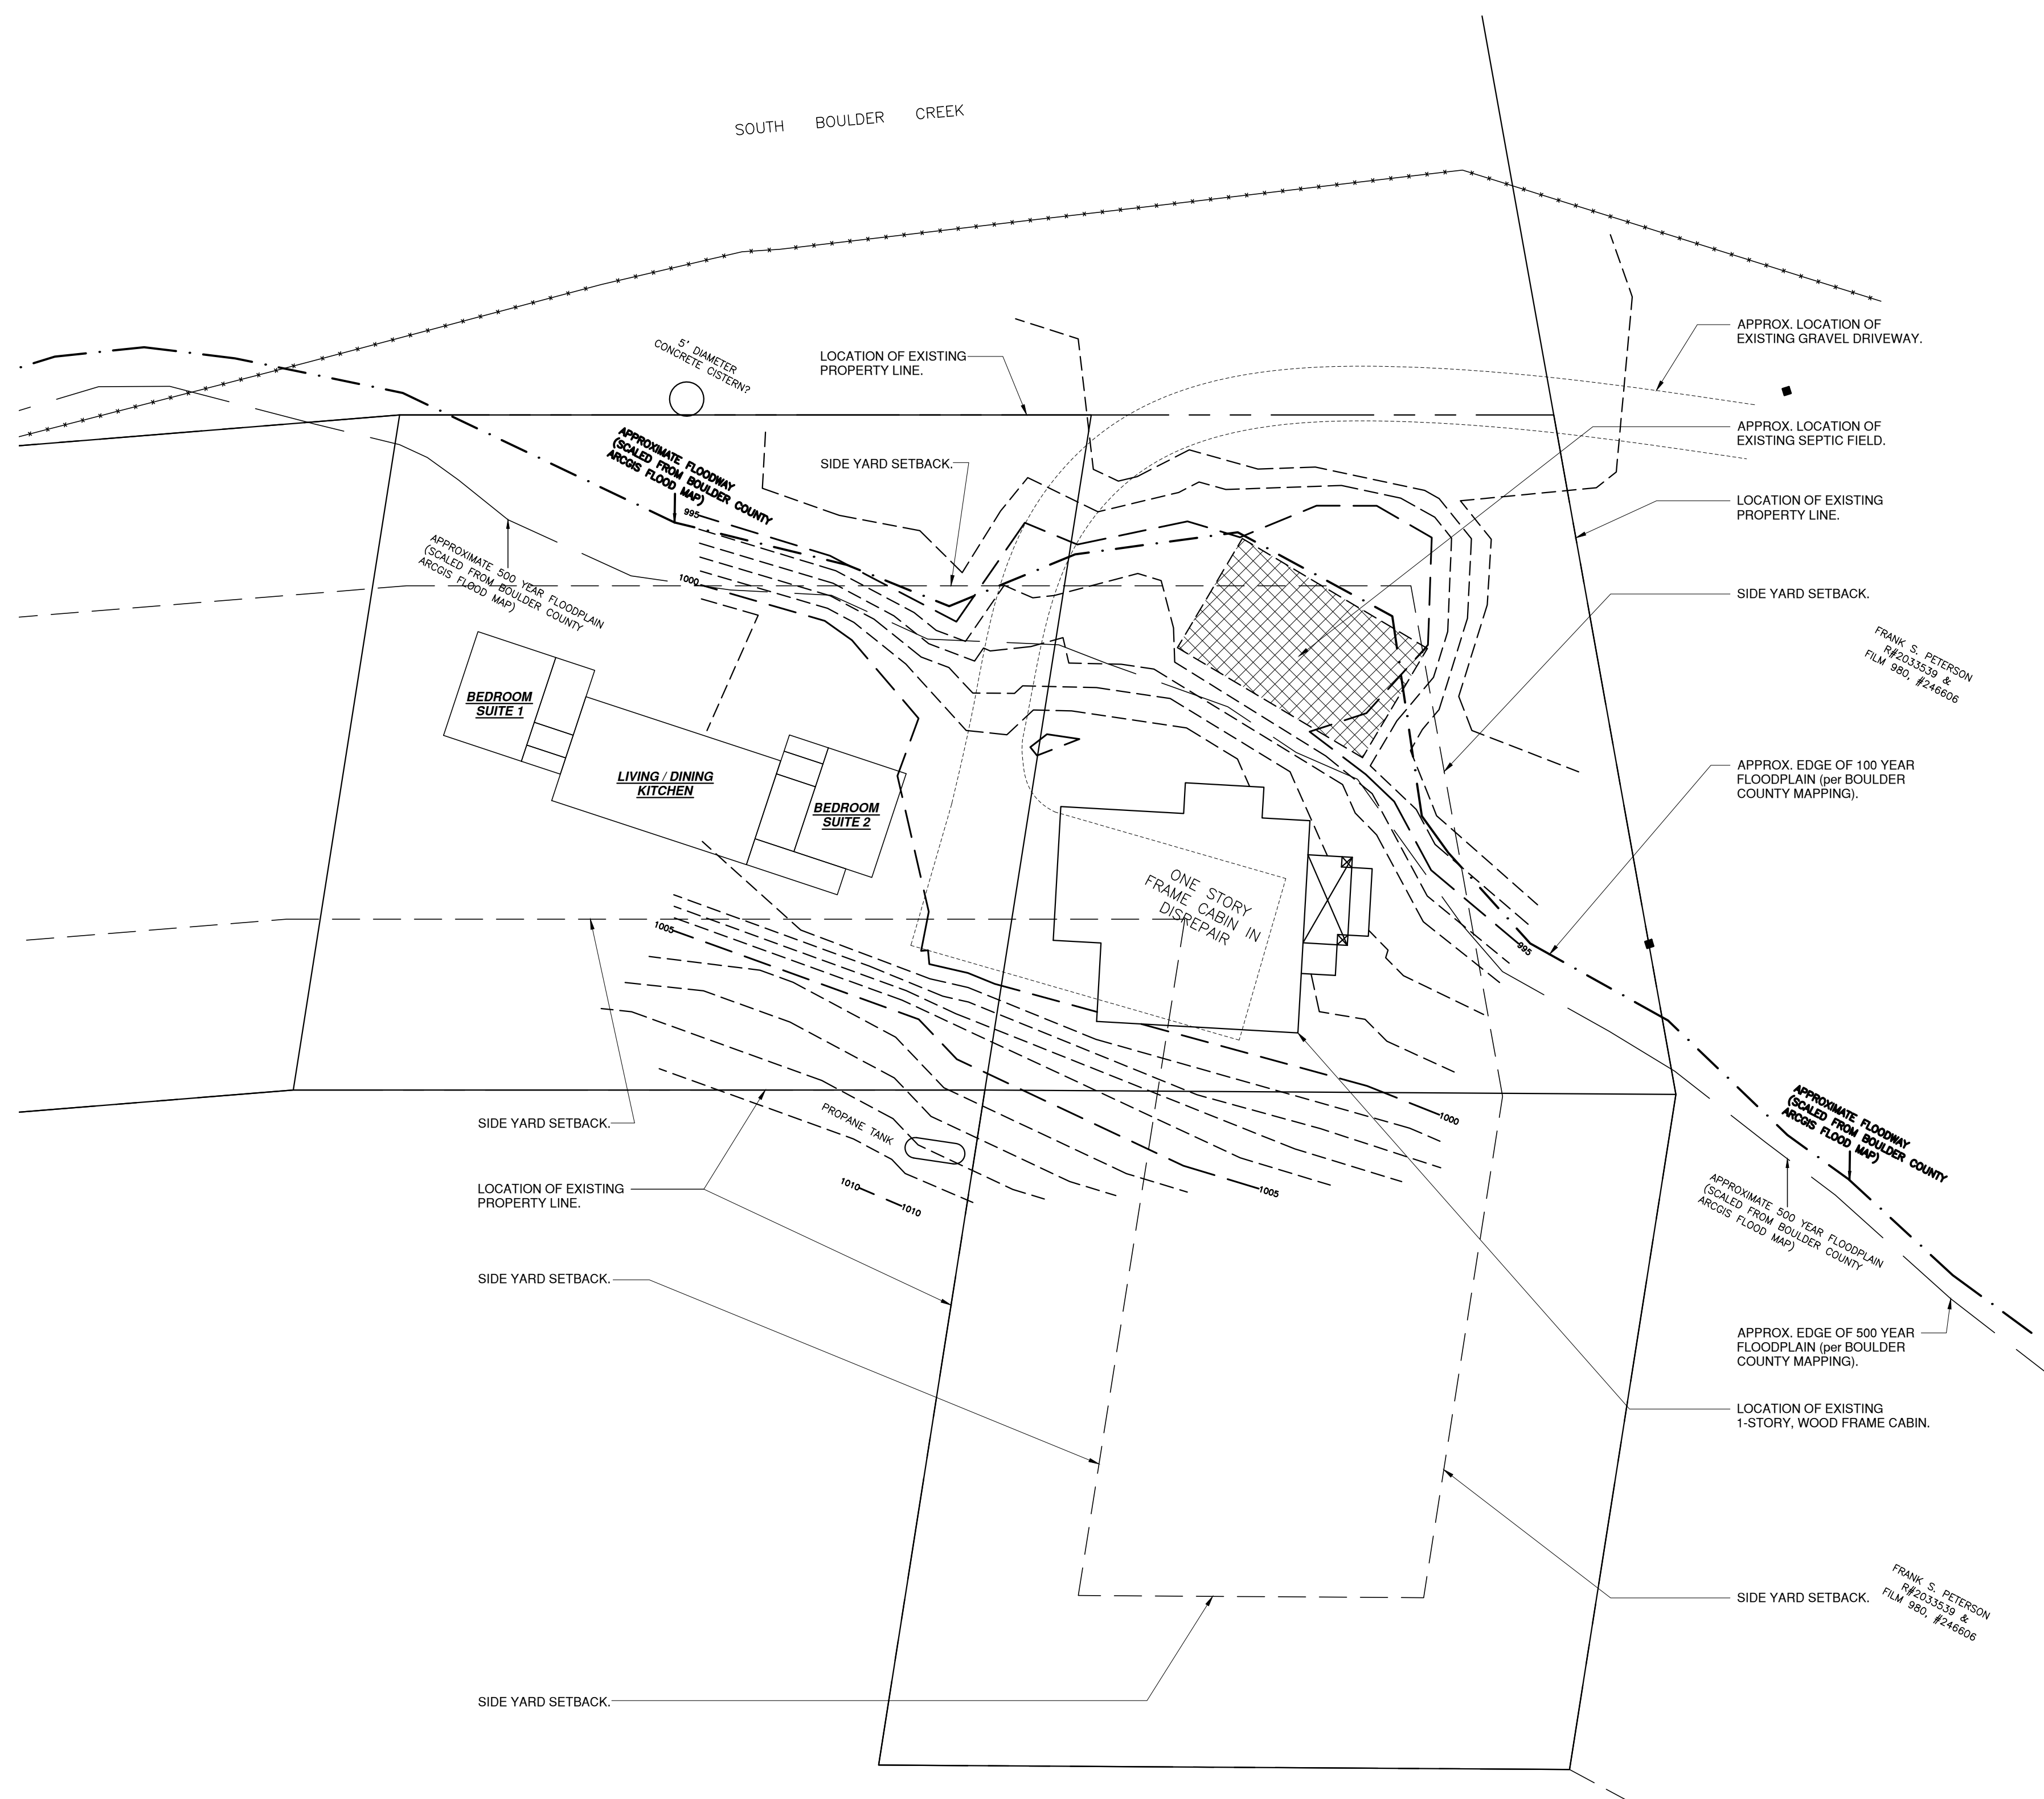 SOUTH BOULDER CREEK
5' DIAMETER
CONCRETE CISTERN?
LOCATION OF EXISTING
PROPERTY LINE.
APPROX. LOCATION OF
EXISTING GRAVEL DRIVEWAY.
APPROX. LOCATION OF
EXISTING SEPTIC FIELD.
APPROXIMATE FLOODWAY
(SCALED FROM BOULDER COUNTY
ARCGIS FLOOD MAP)
SIDE YARD SETBACK.
LOCATION OF EXISTING
PROPERTY LINE.
995
APPROXIMATE 500 YEAR FLOODPLAIN
(SCALED FROM BOULDER COUNTY
ARCGIS FLOOD MAP)
1000
SIDE YARD SETBACK.
FRANK S. PETERSON
R#2033539 &
FILM 980, #246606
BEDROOM
SUITE 1
LIVING / DINING
KITCHEN
BEDROOM
SUITE 2
APPROX. EDGE OF 100 YEAR
FLOODPLAIN (per BOULDER
COUNTY MAPPING).
ONE STORY
FRAME CABIN IN
DISREPAIR
1005
995
SIDE YARD SETBACK.
PROPANE TANK
1000
APPROXIMATE FLOODWAY
(SCALED FROM BOULDER COUNTY
ARCGIS FLOOD MAP)
LOCATION OF EXISTING
PROPERTY LINE.
1010
1010
1005
APPROXIMATE 500 YEAR FLOODPLAIN
(SCALED FROM BOULDER COUNTY
ARCGIS FLOOD MAP)
SIDE YARD SETBACK.
APPROX. EDGE OF 500 YEAR
FLOODPLAIN (per BOULDER
COUNTY MAPPING).
LOCATION OF EXISTING
1-STORY, WOOD FRAME CABIN.
SIDE YARD SETBACK.
FRANK S. PETERSON
R#2033539 &
FILM 980, #246606
SIDE YARD SETBACK.